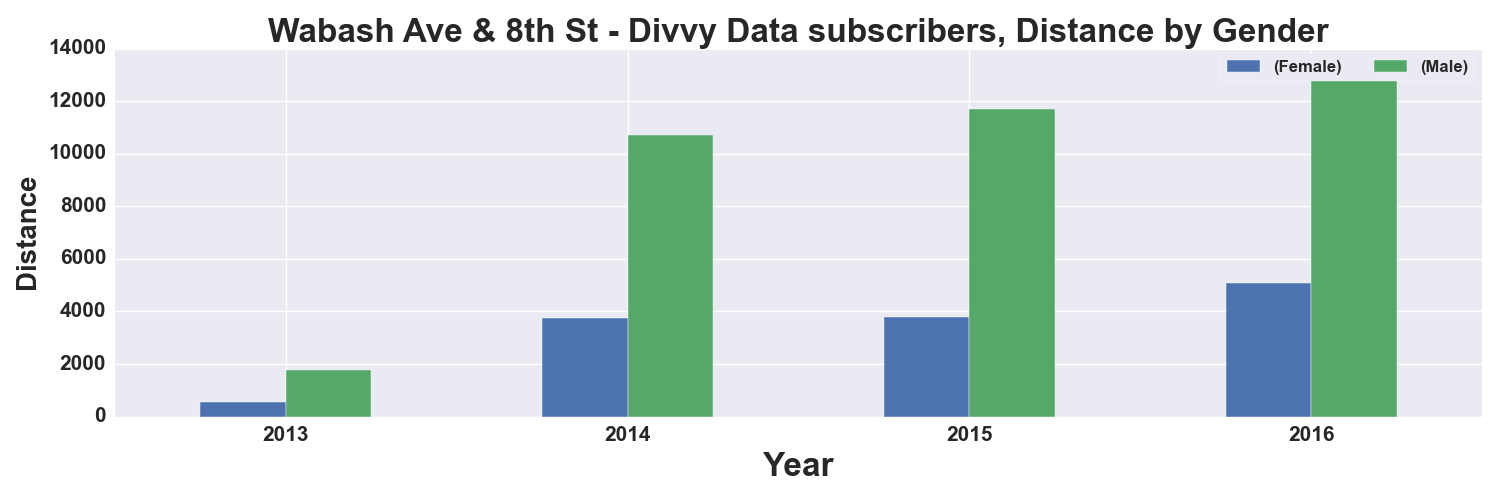 Wabash Ave & 8th St - Divvy Data subscribers, Distance by Gender
14000
12000
10000
8000
6000
4000
2000
0
Distance
(Female)
(Male)
2013
2014
2015
2016
Year